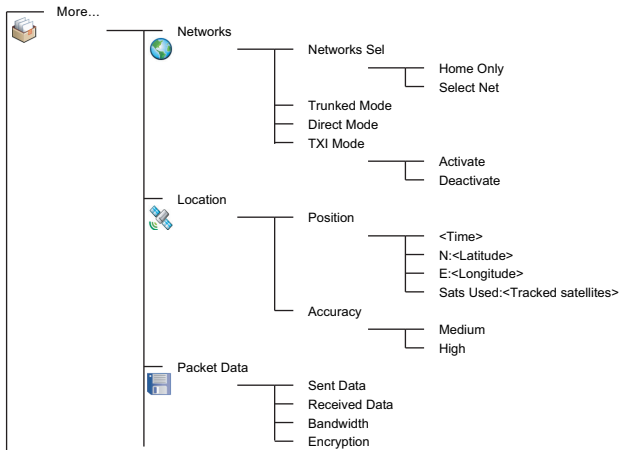 More...
Networks
Networks Sel
Home Only
Select Net
Trunked Mode
Direct Mode
TXI Mode
Activate
Deactivate
Location
Position
<Time>
N:<Latitude>
E:<Longitude>
Sats Used:<Tracked satellites>
Accuracy
Medium
High
Packet Data
Sent Data
Received Data
Bandwidth
Encryption